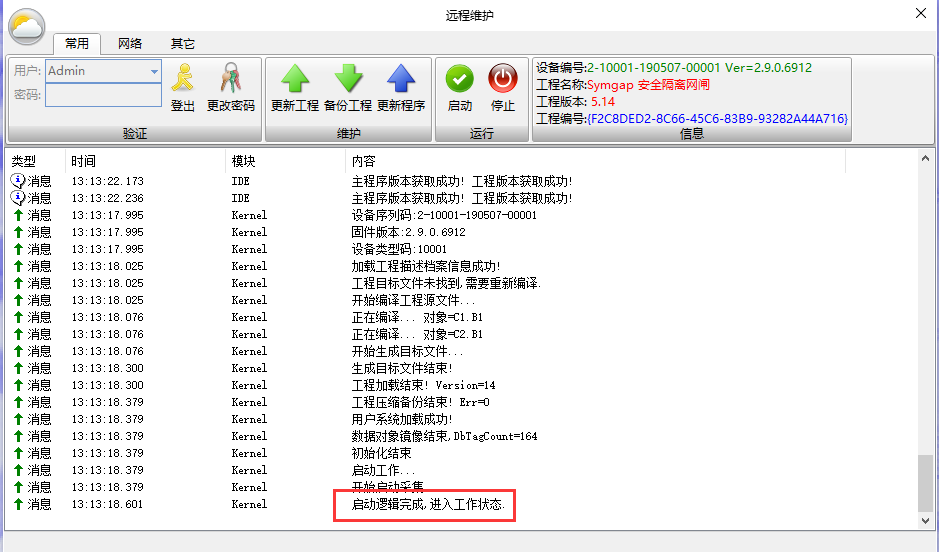 远程维护
常用 网络 其它
用户: Admin
密码:
登出 更改密码
验证
更新工程 备份工程 更新程序
维护
启动 停止
运行
设备编号:2-10001-190507-00001 Ver=2.9.0.6912
工程名称:Symgap 安全隔离网闸
工程版本: 5.14
工程编号:{F2C8DED2-8C66-45C6-83B9-93282A44A716}
信息
类型 时间 模块 内容
消息 13:13:22.173 IDE 主程序版本获取成功! 工程版本获取成功!
消息 13:13:22.236 IDE 主程序版本获取成功! 工程版本获取成功!
消息 13:13:17.995 Kernel 设备序列码:2-10001-190507-00001
消息 13:13:17.995 Kernel 固件版本:2.9.0.6912
消息 13:13:17.995 Kernel 设备类型码:10001
消息 13:13:18.025 Kernel 加载工程描述档案信息成功!
消息 13:13:18.025 Kernel 工程目标文件未找到,需要重新编译.
消息 13:13:18.025 Kernel 开始编译工程源文件...
消息 13:13:18.076 Kernel 正在编译... 对象=C1.B1
消息 13:13:18.076 Kernel 正在编译... 对象=C2.B1
消息 13:13:18.076 Kernel 开始生成目标文件...
消息 13:13:18.300 Kernel 生成目标文件结束!
消息 13:13:18.300 Kernel 工程加载结束! Version=14
消息 13:13:18.379 Kernel 工程压缩备份结束! Err=0
消息 13:13:18.379 Kernel 用户系统加载成功!
消息 13:13:18.379 Kernel 数据对象镜像结束,DbTagCount=164
消息 13:13:18.379 Kernel 初始化结束
消息 13:13:18.379 Kernel 启动工作...
消息 13:13:18.379 Kernel 开始启动采集
消息 13:13:18.601 Kernel 启动逻辑完成,进入工作状态.